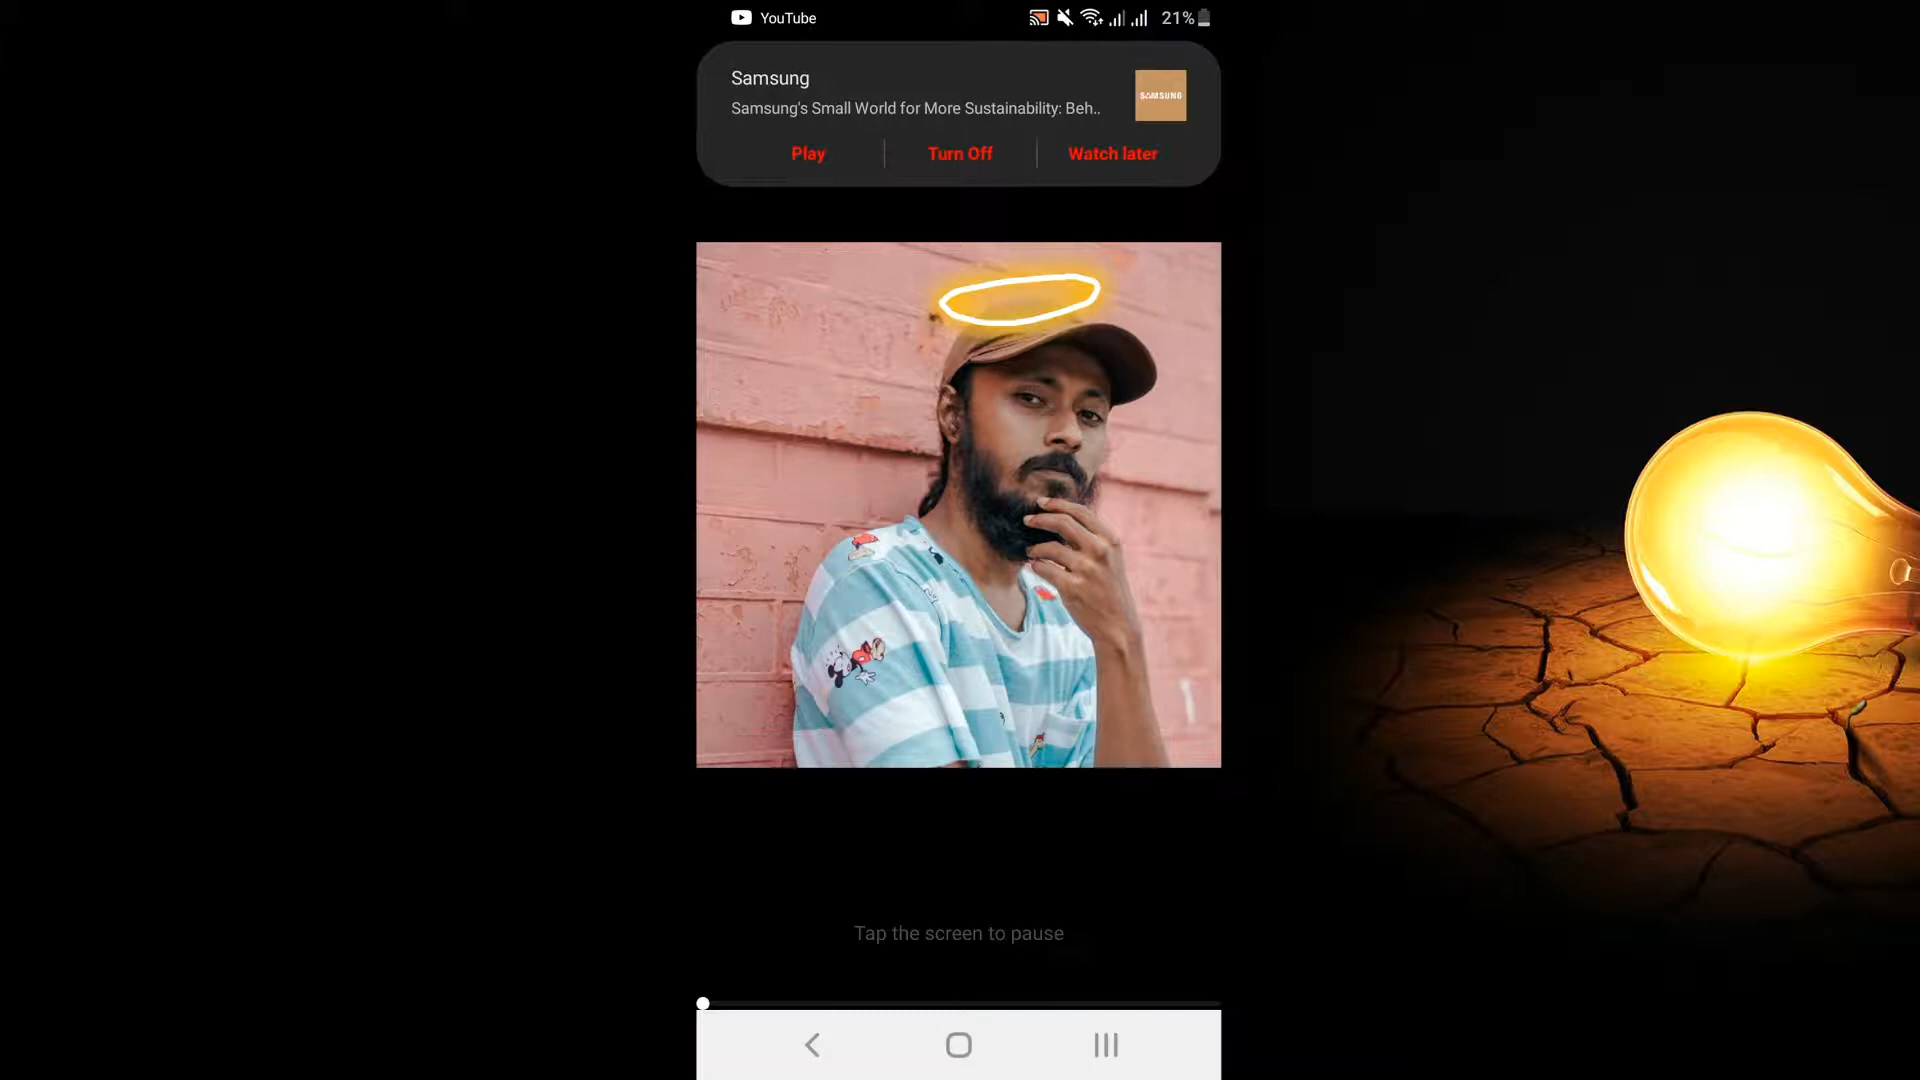 YouTube
21%
Samsung
SAMSUNG
Samsung's Small World for More Sustainability: Beh..
Play
Turn Off
Watch later
Tap the screen to pause